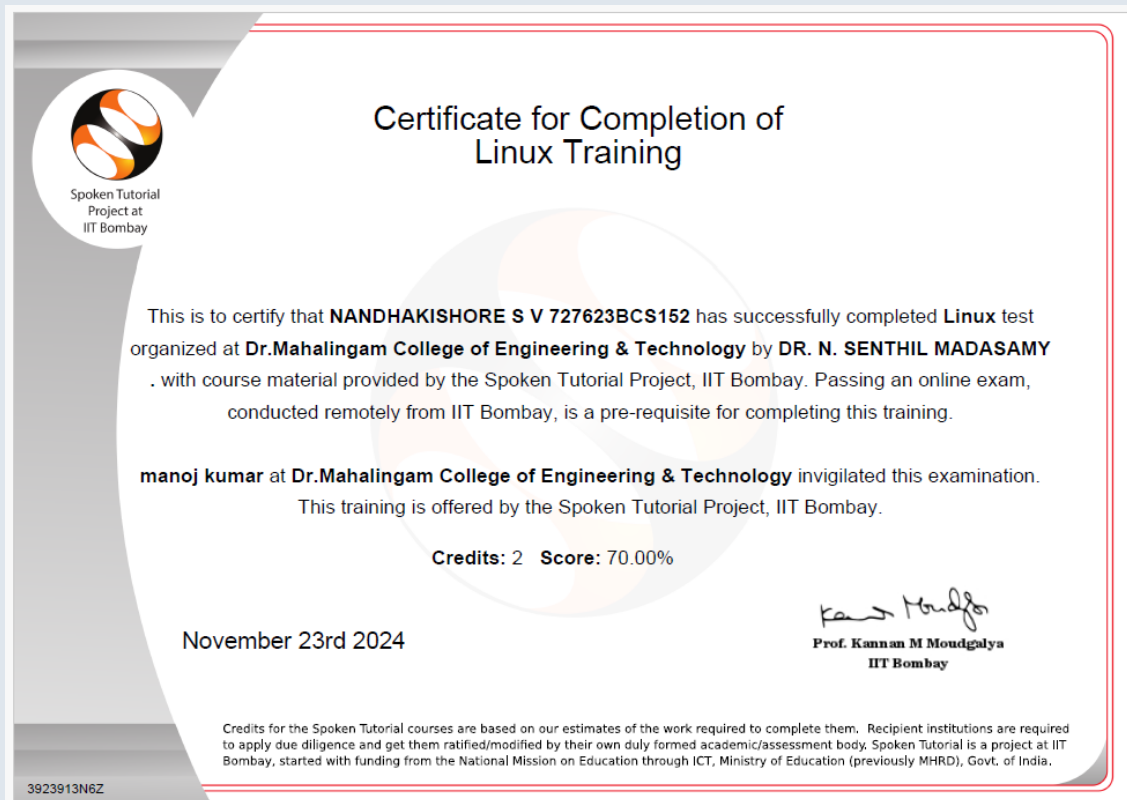 Spoken Tutorial
Project at
IIT Bombay
Certificate for Completion of
Linux Training
This is to certify that NANDHAKISHORE S V 727623BCS152 has successfully completed Linux test
organized at Dr.Mahalingam College of Engineering & Technology by DR. N. SENTHIL MADASAMY
. with course material provided by the Spoken Tutorial Project, IIT Bombay. Passing an online exam,
conducted remotely from IIT Bombay, is a pre-requisite for completing this training.
manoj kumar at Dr.Mahalingam College of Engineering & Technology invigilated this examination.
This training is offered by the Spoken Tutorial Project, IIT Bombay.
Credits: 2 Score: 70.00%
November 23rd 2024
Prof. Kannan M Moudgalya
IIT Bombay
Credits for the Spoken Tutorial courses are based on our estimates of the work required to complete them. Recipient institutions are required
to apply due diligence and get them ratified/modified by their own duly formed academic/assessment body. Spoken Tutorial is a project at IIT
Bombay, started with funding from the National Mission on Education through ICT, Ministry of Education (previously MHRD), Govt. of India.
3923913N6Z